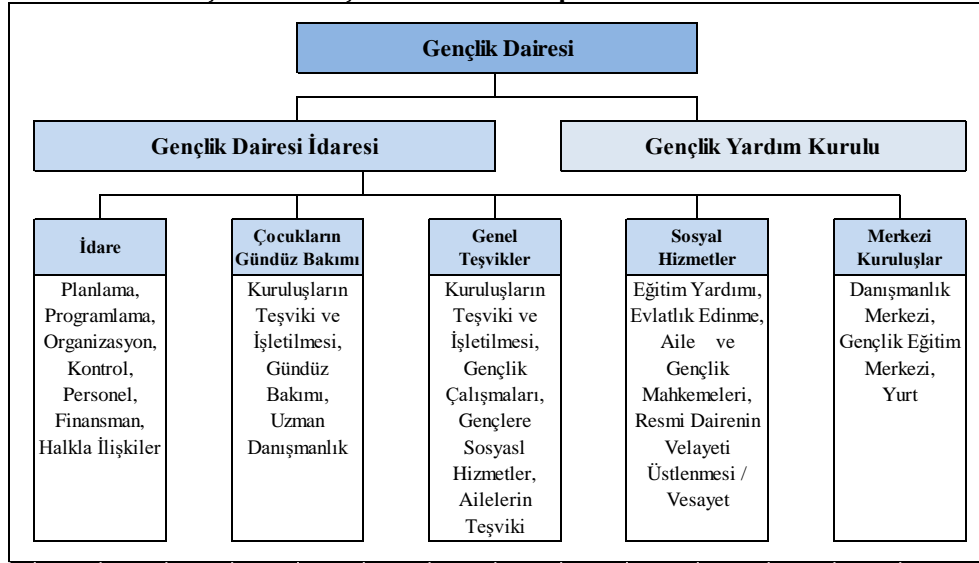 Gençlik Dairesi
Gençlik Dairesi İdaresi
Gençlik Yardım Kurulu
İdare
Planlama,
Programlama,
Organizasyon,
Kontrol,
Personel,
Finansman,
Halkla İlişkiler
Çocukların
Gündüz Bakımı
Kuruluşların
Teşviki ve
İşletilmesi,
Gündüz
Bakımı,
Uzman
Danışmanlık
Genel
Teşvikler
Kuruluşların
Teşviki ve
İşletilmesi,
Gençlik
Çalışmaları,
Gençlere
Sosyasl
Hizmetler,
Ailelerin
Teşviki
Sosyal
Hizmetler
Eğitim Yardımı,
Evlatlık Edinme,
Aile ve
Gençlik
Mahkemeleri,
Resmi Dairenin
Velayeti
Üstlenmesi /
Vesayet
Merkezi
Kuruluşlar
Danışmanlık
Merkezi,
Gençlik Eğitim
Merkezi,
Yurt